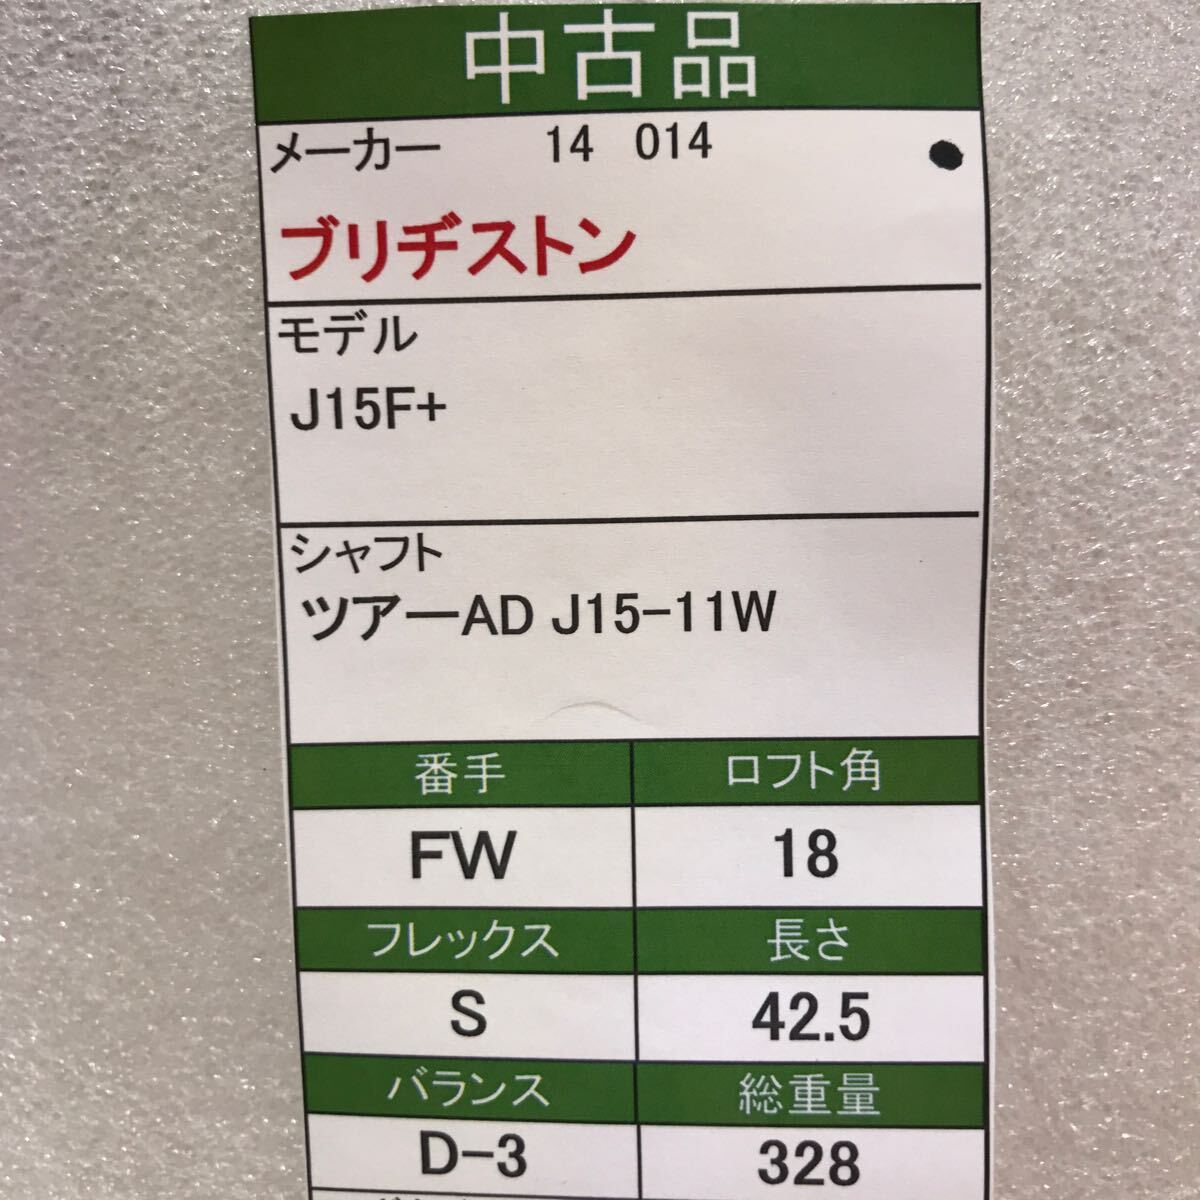 中古品
メーカー 14 014
ブリヂストン
モデル
J15F+
シャフト
ツアーAD J15-11W
番手 ロフト角
FW 18
フレックス 長さ
S 42.5
バランス 総重量
D-3 328